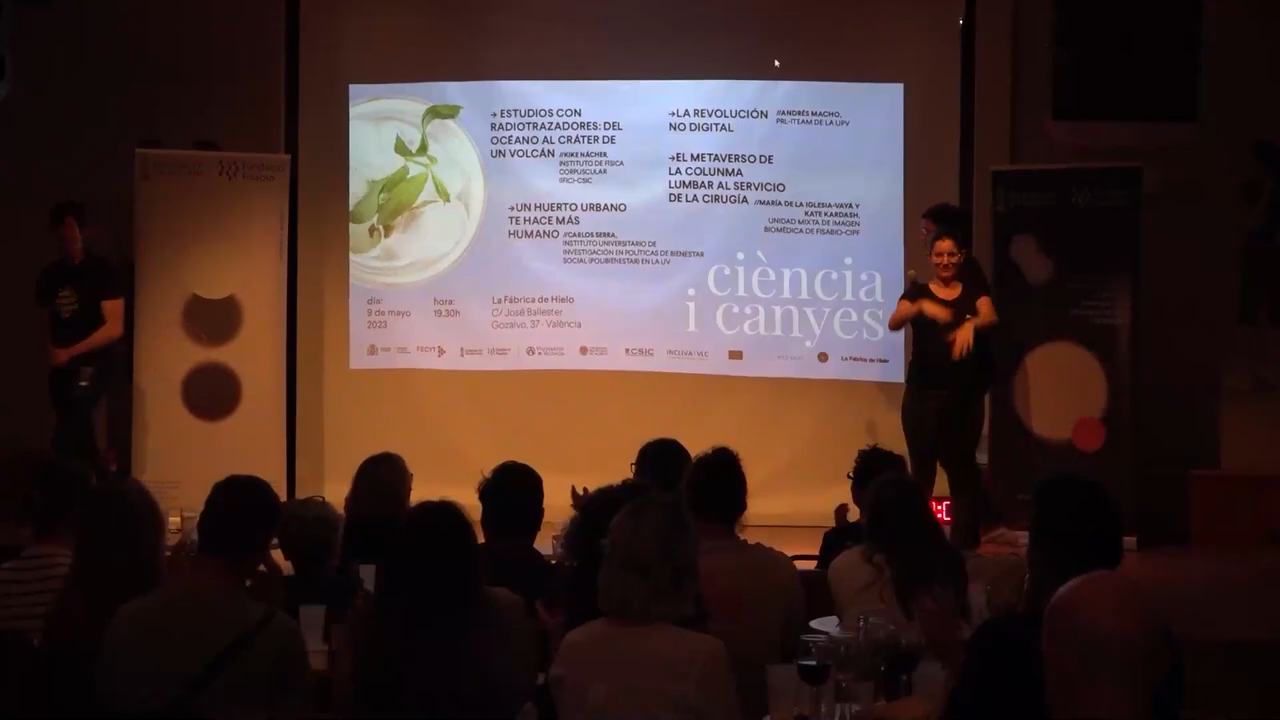 Fundació
Fisabio
→ ESTUDIOS CON
RADIOTRAZADORES: DEL
OCÉANO AL CRÁTER DE
UN VOLCÁN //KIKE NÁCHER,
INSTITUTO DE FÍSICA
CORPUSCULAR
(IFIC)-CSIC
→UN HUERTO URBANO
TE HACE MÁS
HUMANO //CARLOS SERRA,
INSTITUTO UNIVERSITARIO DE
INVESTIGACIÓN EN POLÍTICAS DE BIENESTAR
SOCIAL (POLIBIENESTAR) EN LA UV
→LA REVOLUCIÓN //ANDRÉS MACHO,
NO DIGITAL PRL-ITEAM DE LA UPV
→EL METAVERSO DE
LA COLUNMA
LUMBAR AL SERVICIO
DE LA CIRUGÍA //MARÍA DE LA IGLESIA-VAYÁ Y
KATE KARDASH,
UNIDAD MIXTA DE IMAGEN
BIOMÉDICA DE FISABIO-CIPF
ciència
i canyes
día:
9 de mayo
2023
hora:
19.30h
La Fábrica de Hielo
C/ José Ballester
Gozalvo, 37 · València
FECYT
CSIC
INCLIVA | VLC
La Fábrica de Hielo